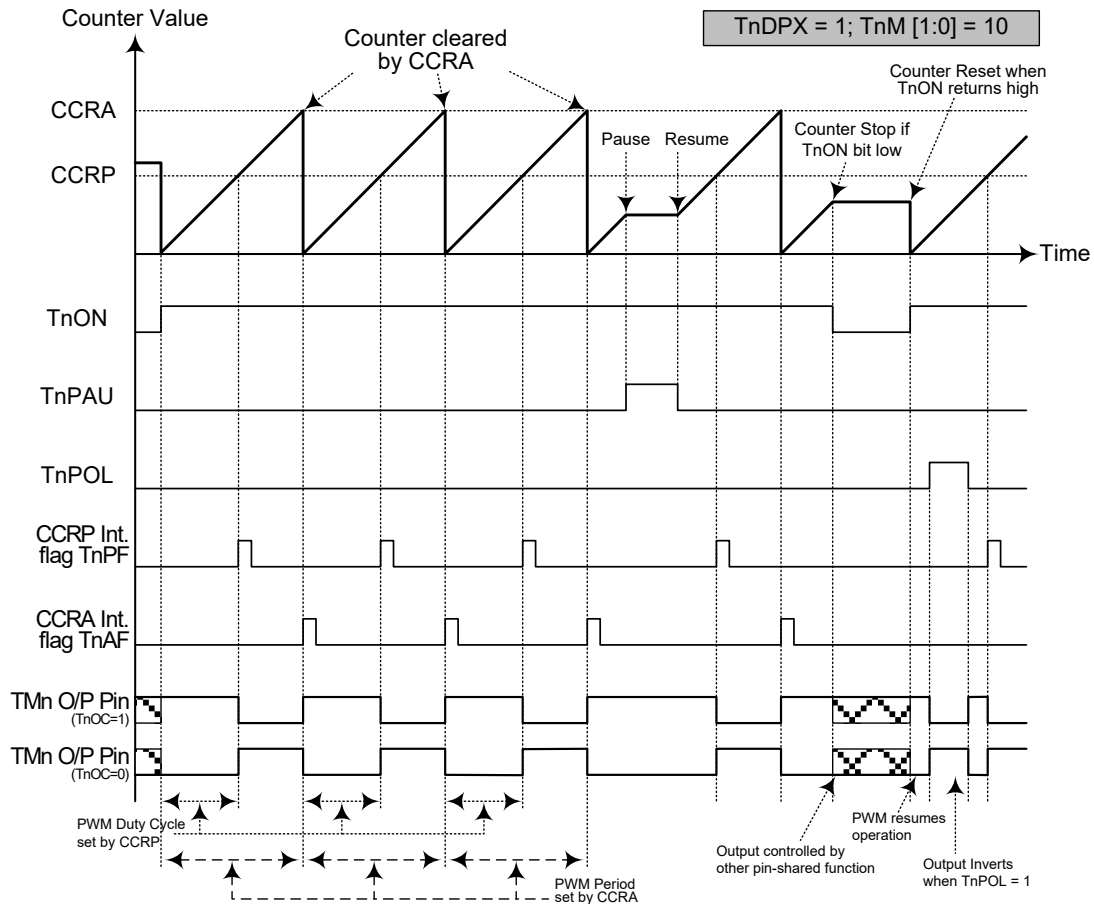 Counter Value
TnDPX = 1; TnM [1:0] = 10
Counter cleared
by CCRA
Counter Reset when
TnON returns high
CCRA
Pause
Resume
Counter Stop if
TnON bit low
CCRP
Time
TnON
TnPAU
TnPOL
CCRP Int.
flag TnPF
CCRA Int.
flag TnAF
TMn O/P Pin
(TnOC=1)
TMn O/P Pin
(TnOC=0)
PWM Duty Cycle
set by CCRP
PWM resumes
operation
Output controlled by
other pin-shared function
Output Inverts
when TnPOL = 1
PWM Period
set by CCRA